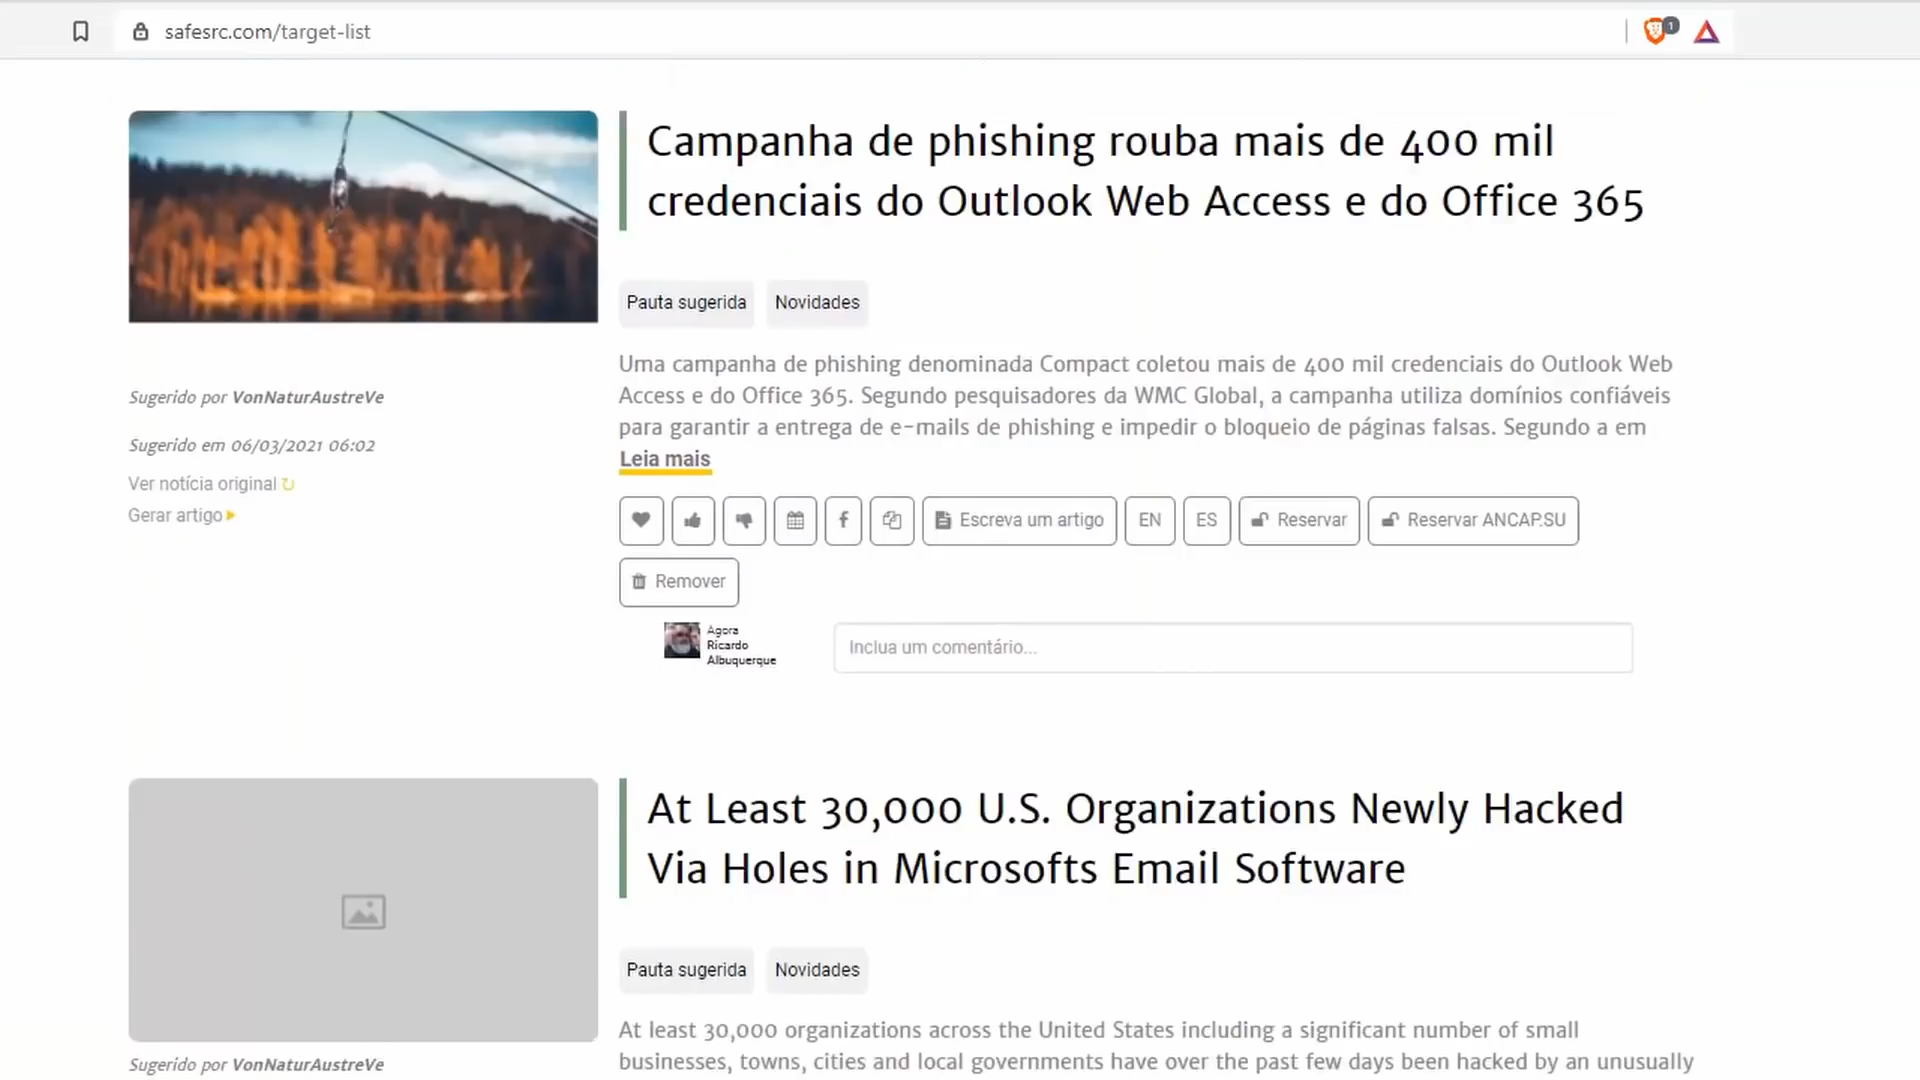 safesrc.com/target-list
1
Campanha de phishing rouba mais de 400 mil
credenciais do Outlook Web Access e do Office 365
Pauta sugerida
Novidades
Uma campanha de phishing denominada Compact coletou mais de 400 mil credenciais do Outlook Web
Access e do Office 365. Segundo pesquisadores da WMC Global, a campanha utiliza domínios confiáveis
para garantir a entrega de e-mails de phishing e impedir o bloqueio de páginas falsas. Segundo a em
Leia mais
Sugerido por VonNaturAustreVe
Sugerido em 06/03/2021 06:02
Ver notícia original
Gerar artigo
Escreva um artigo
EN
ES
Reservar
Reservar ANCAP.SU
Remover
Agora
Ricardo
Albuquerque
Inclua um comentário...
At Least 30,000 U.S. Organizations Newly Hacked
Via Holes in Microsofts Email Software
Pauta sugerida
Novidades
At least 30,000 organizations across the United States including a significant number of small
businesses, towns, cities and local governments have over the past few days been hacked by an unusually
Sugerido por VonNaturAustreVe